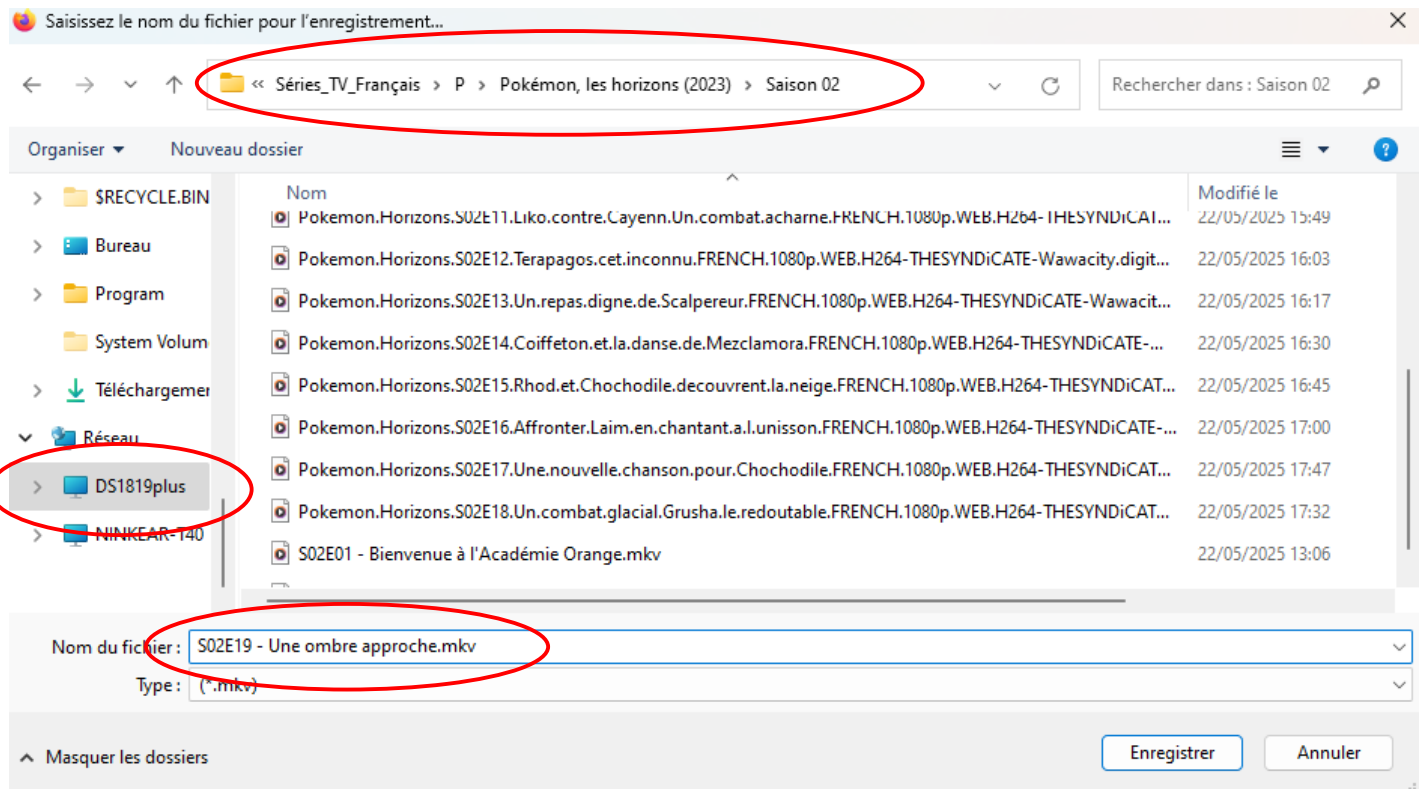 Saisissez le nom du fichier pour l'enregistrement...
« Séries_TV_Français > P > Pokémon, les horizons (2023) > Saison 02
Rechercher dans : Saison 02
Organiser
Nouveau dossier
Nom
Modifié le
$RECYCLE.BIN
Bureau
Program
System Volum
Téléchargemer
Réseau
DS1819plus
NINKEAR-T40
Pokemon.Horizons.S02E11.Liko.contre.Cayenn.Un.combat.acharne.FRENCH.1080p.WEB.H264-THESYNDiCAT... 22/05/2025 15:49
Pokemon.Horizons.S02E12.Terapagos.cet.inconnu.FRENCH.1080p.WEB.H264-THESYNDiCATE-Wawacity.digit... 22/05/2025 16:03
Pokemon.Horizons.S02E13.Un.repas.digne.de.Scalpereur.FRENCH.1080p.WEB.H264-THESYNDiCATE-Wawacit... 22/05/2025 16:17
Pokemon.Horizons.S02E14.Coiffeton.et.la.danse.de.Mezclamora.FRENCH.1080p.WEB.H264-THESYNDiCATE-... 22/05/2025 16:30
Pokemon.Horizons.S02E15.Rhod.et.Chochodile.decouvrent.la.neige.FRENCH.1080p.WEB.H264-THESYNDiCAT... 22/05/2025 16:45
Pokemon.Horizons.S02E16.Affronter.Laim.en.chantant.a.l.unisson.FRENCH.1080p.WEB.H264-THESYNDiCATE-... 22/05/2025 17:00
Pokemon.Horizons.S02E17.Une.nouvelle.chanson.pour.Chochodile.FRENCH.1080p.WEB.H264-THESYNDiCAT... 22/05/2025 17:47
Pokemon.Horizons.S02E18.Un.combat.glacial.Grusha.le.redoutable.FRENCH.1080p.WEB.H264-THESYNDiCAT... 22/05/2025 17:32
S02E01 - Bienvenue à l'Académie Orange.mkv 22/05/2025 13:06
Nom du fichier : S02E19 - Une ombre approche.mkv
Type : (*.mkv)
Masquer les dossiers
Enregistrer
Annuler